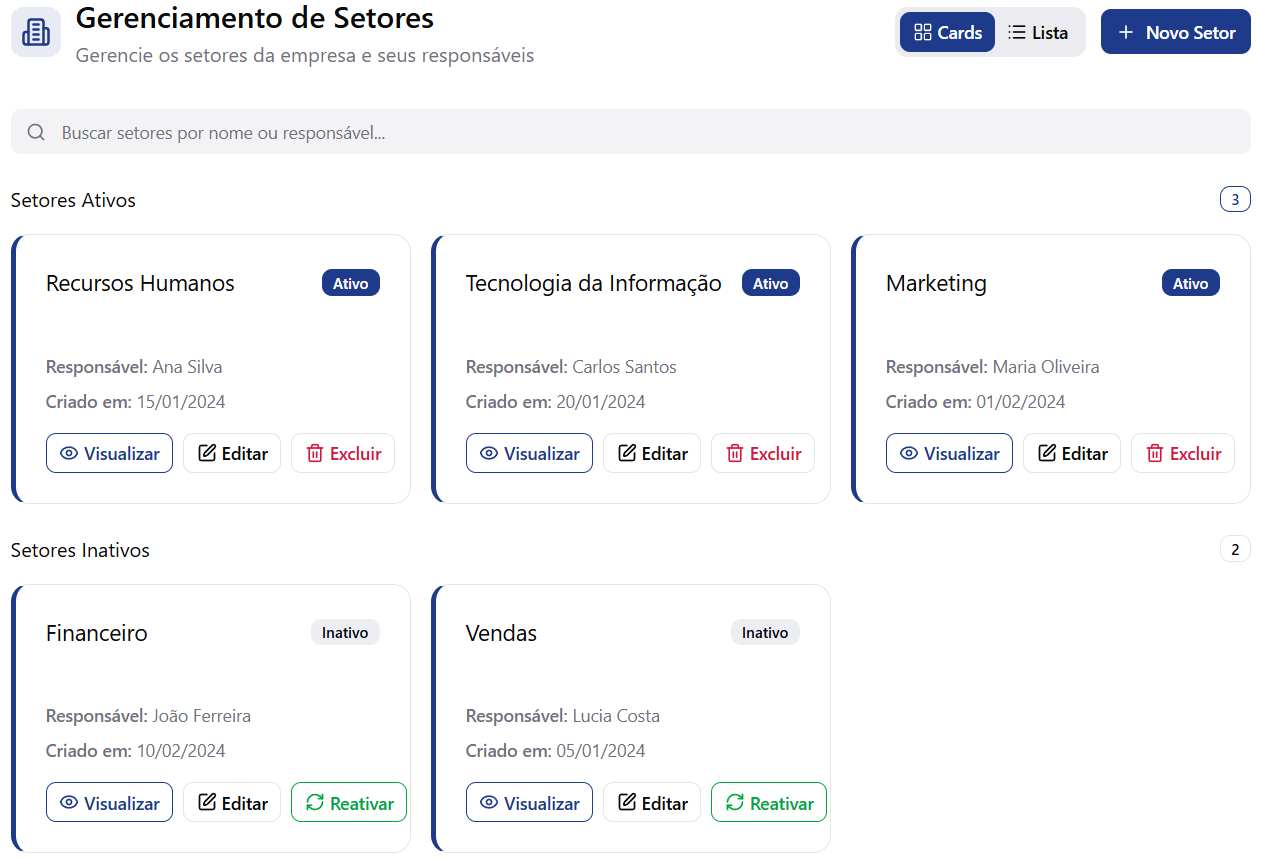 Gerenciamento de Setores
Gerencie os setores da empresa e seus responsáveis
Cards
Lista
Novo Setor
Buscar setores por nome ou responsável...
Setores Ativos
3
Recursos Humanos
Ativo
Responsável: Ana Silva
Criado em: 15/01/2024
Visualizar
Editar
Excluir
Tecnologia da Informação
Ativo
Responsável: Carlos Santos
Criado em: 20/01/2024
Visualizar
Editar
Excluir
Marketing
Ativo
Responsável: Maria Oliveira
Criado em: 01/02/2024
Visualizar
Editar
Excluir
Setores Inativos
2
Financeiro
Inativo
Responsável: João Ferreira
Criado em: 10/02/2024
Visualizar
Editar
Reativar
Vendas
Inativo
Responsável: Lucia Costa
Criado em: 05/01/2024
Visualizar
Editar
Reativar